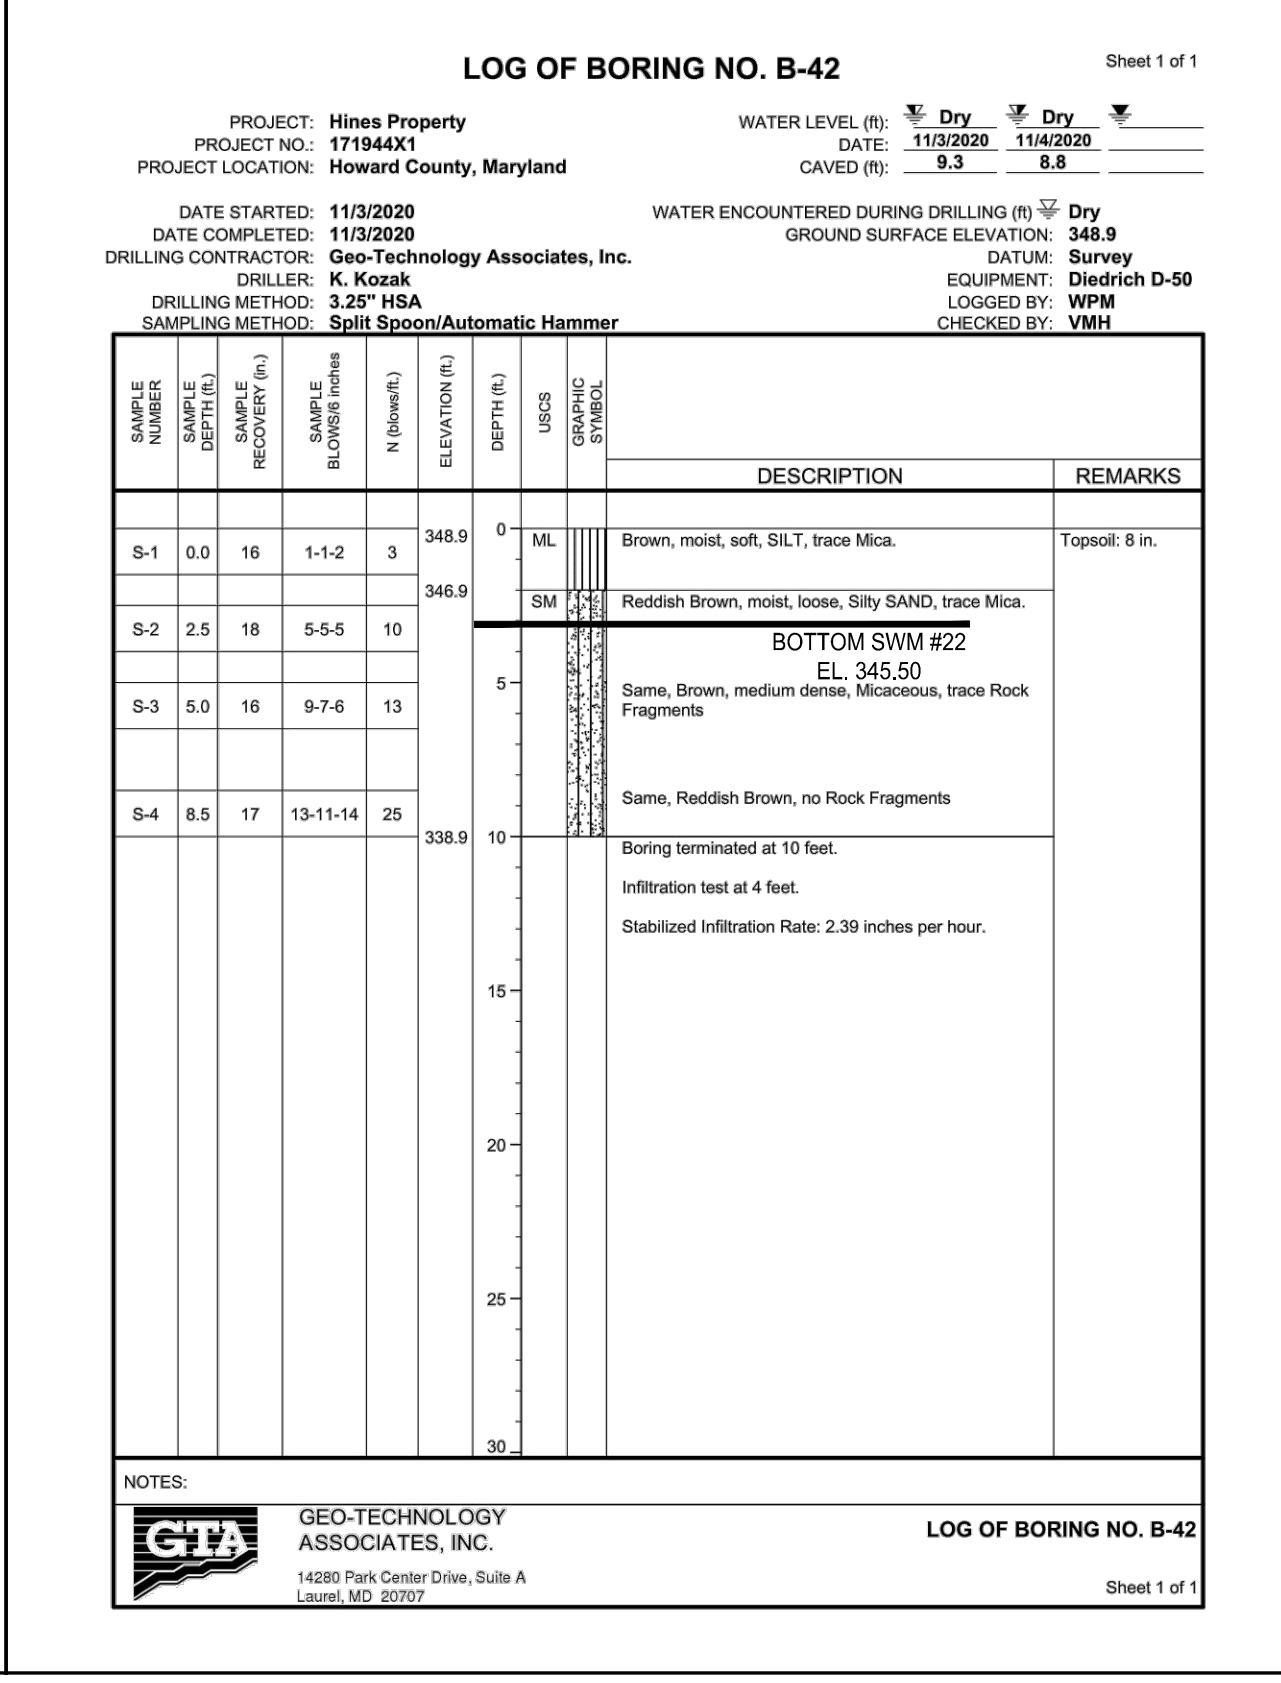 LOG OF BORING NO. B-42
Sheet 1 of 1
PROJECT: Hines Property
PROJECT NO.: 171944X1
PROJECT LOCATION: Howard County, Maryland
WATER LEVEL (ft): Dry Dry
DATE: 11/3/2020 11/4/2020
CAVED (ft): 9.3 8.8
DATE STARTED: 11/3/2020
DATE COMPLETED: 11/3/2020
DRILLING CONTRACTOR: Geo-Technology Associates, Inc.
DRILLER: K. Kozak
DRILLING METHOD: 3.25" HSA
SAMPLING METHOD: Split Spoon/Automatic Hammer
WATER ENCOUNTERED DURING DRILLING (ft) Dry
GROUND SURFACE ELEVATION: 348.9
DATUM: Survey
EQUIPMENT: Diedrich D-50
LOGGED BY: WPM
CHECKED BY: VMH
SAMPLE NUMBER
SAMPLE DEPTH (ft.)
SAMPLE RECOVERY (in.)
SAMPLE BLOWS/6 inches
N (blows/ft.)
ELEVATION (ft.)
DEPTH (ft.)
USCS
GRAPHIC SYMBOL
DESCRIPTION
REMARKS
S-1 0.0 16 1-1-2 3 348.9 0 ML Brown, moist, soft, SILT, trace Mica. Topsoil: 8 in.
346.9 SM Reddish Brown, moist, loose, Silty SAND, trace Mica.
S-2 2.5 18 5-5-5 10
BOTTOM SWM #22
EL. 345.50
S-3 5.0 16 9-7-6 13 5 Same, Brown, medium dense, Micaceous, trace Rock
Fragments
S-4 8.5 17 13-11-14 25 Same, Reddish Brown, no Rock Fragments
338.9 10 Boring terminated at 10 feet.
Infiltration test at 4 feet.
Stabilized Infiltration Rate: 2.39 inches per hour.
15
20
25
30
NOTES:
GTA
GEO-TECHNOLOGY
ASSOCIATES, INC.
14280 Park Center Drive, Suite A
Laurel, MD 20707
LOG OF BORING NO. B-42
Sheet 1 of 1